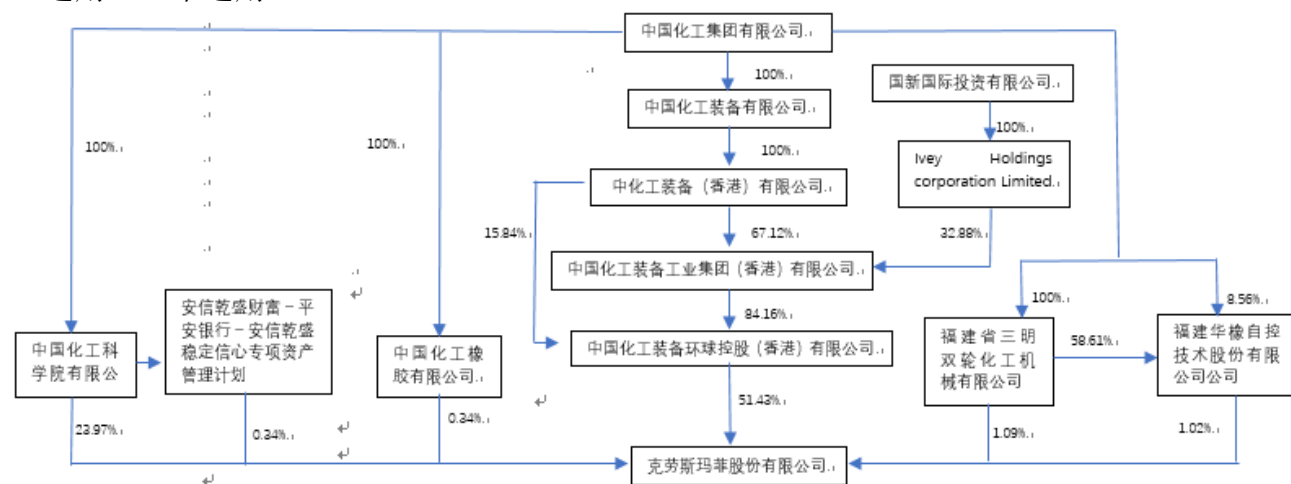 中国化工集团有限公司.
100%.
国新国际投资有限公司.
中国化工装备有限公司.
100%.
100%.
100%.
100%.
Ivey Holdings
corporation Limited.
中化工装备（香港）有限公司.
15.84%.
67.12%.
32.88%.
中国化工装备工业集团（香港）有限公司.
安信乾盛财富－平
安银行－安信乾盛
稳定信心专项资产
管理计划
100%.
8.56%.
84.16%.
中国化工科
学院有限公
中国化工橡
胶有限公司.
中国化工装备环球控股（香港）有限公司.
福建省三明
双轮化工机
械有限公司
58.61%.
福建华橡自控
技术股份有限
公司公司
51.43%.
23.97%.
0.34%.
0.34%.
1.09%.
1.02%.
克劳斯玛菲股份有限公司.